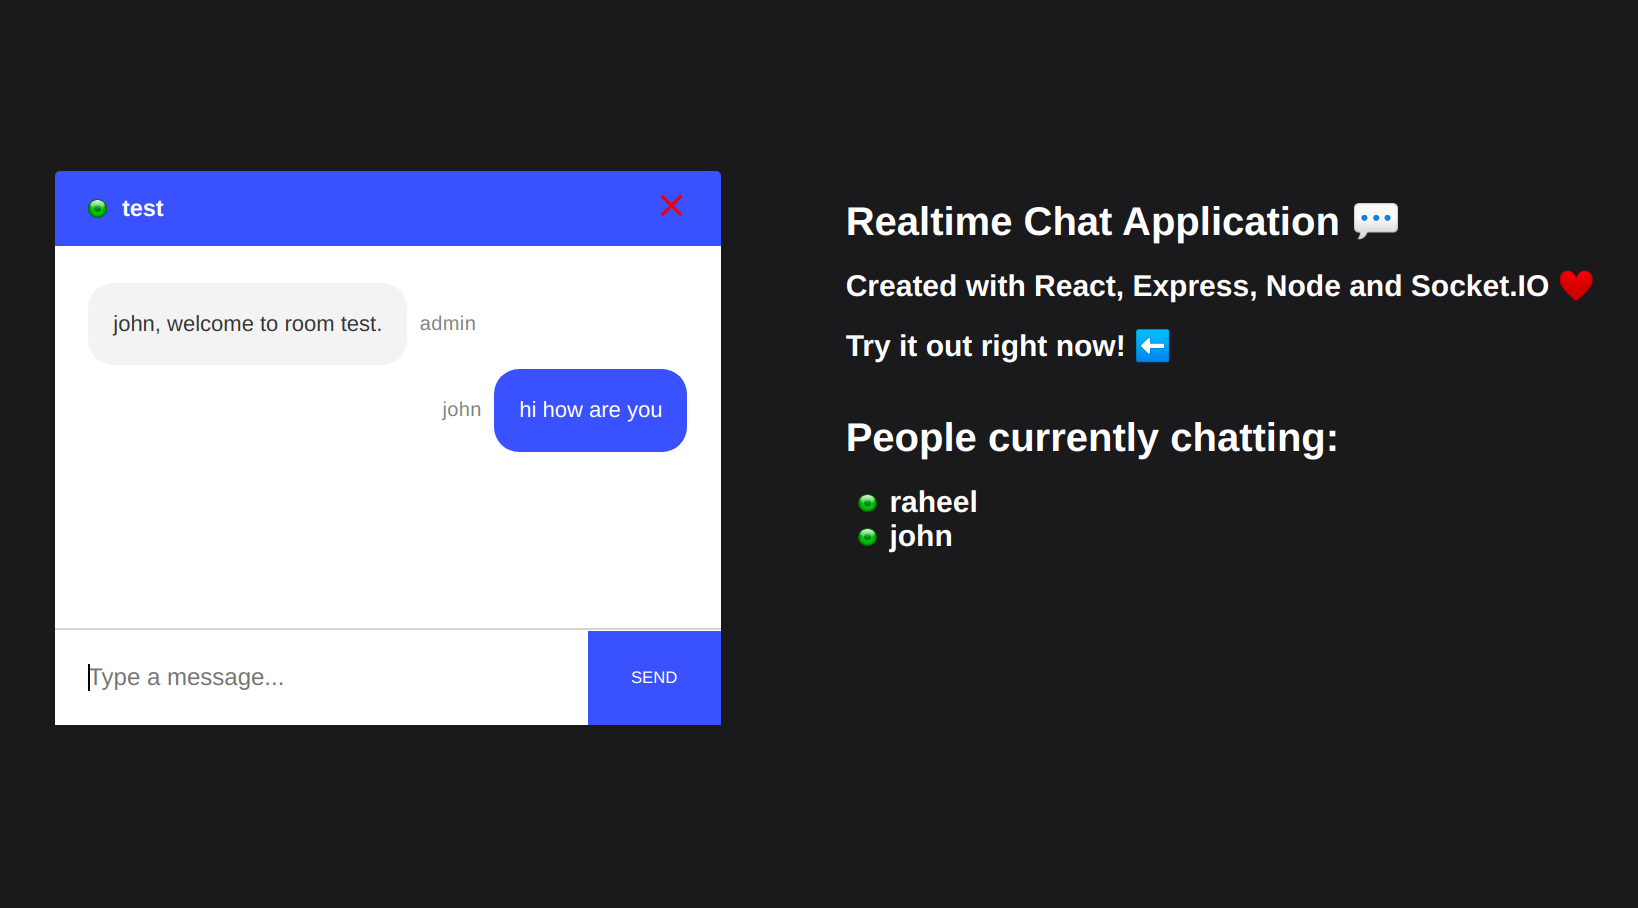 test
john, welcome to room test.
admin
john
hi how are you
Type a message...
SEND
Realtime Chat Application 💬
Created with React, Express, Node and Socket.IO ❤️
Try it out right now! ⬅️
People currently chatting:
raheel
john